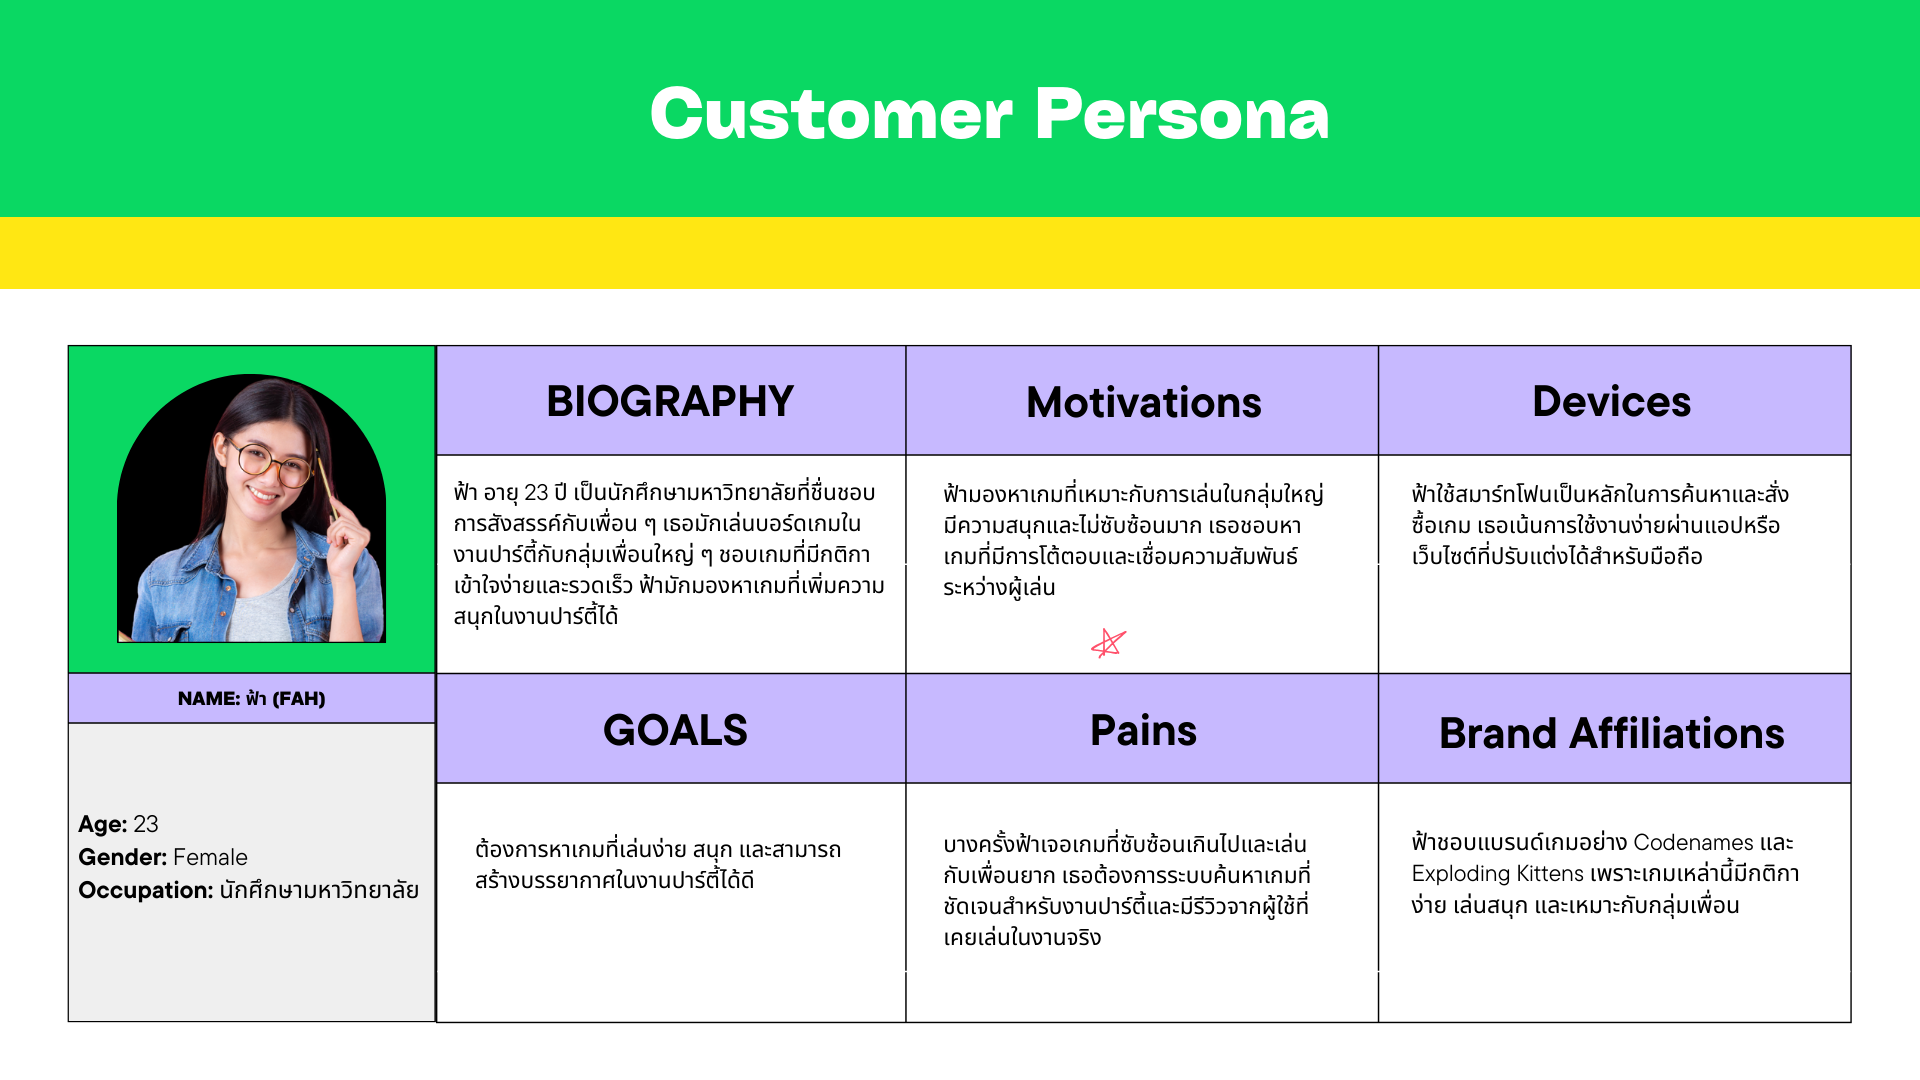 Customer Persona
BIOGRAPHY
Motivations
Devices
ฟ้า อายุ 23 ปี เป็นนักศึกษามหาวิทยาลัยที่ชื่นชอบ
การสังสรรค์กับเพื่อน ๆ เธอมักเล่นบอร์ดเกมใน
งานปาร์ตี้กับกลุ่มเพื่อนใหญ่ ๆ ชอบเกมที่มีกติกา
เข้าใจง่ายและรวดเร็ว ฟ้ามักมองหาเกมที่เพิ่มความ
สนุกในงานปาร์ตี้ได้
ฟ้ามองหาเกมที่เหมาะกับการเล่นในกลุ่มใหญ่
มีความสนุกและไม่ซับซ้อนมาก เธอชอบหา
เกมที่มีการโต้ตอบและเชื่อมความสัมพันธ์
ระหว่างผู้เล่น
ฟ้าใช้สมาร์ทโฟนเป็นหลักในการค้นหาและสั่ง
ซื้อเกม เธอเน้นการใช้งานง่ายผ่านแอปหรือ
เว็บไซต์ที่ปรับแต่งได้สำหรับมือถือ
NAME: ฟ้า (FAH)
Age: 23
Gender: Female
Occupation: นักศึกษามหาวิทยาลัย
GOALS
Pains
Brand Affiliations
ต้องการหาเกมที่เล่นง่าย สนุก และสามารถ
สร้างบรรยากาศในงานปาร์ตี้ได้ดี
บางครั้งฟ้าเจอเกมที่ซับซ้อนเกินไปและเล่น
กับเพื่อนยาก เธอต้องการระบบค้นหาเกมที่
ชัดเจนสำหรับงานปาร์ตี้และมีรีวิวจากผู้ใช้ที่
เคยเล่นในงานจริง
ฟ้าชอบแบรนด์เกมอย่าง Codenames และ
Exploding Kittens เพราะเกมเหล่านี้มีกติกา
ง่าย เล่นสนุก และเหมาะกับกลุ่มเพื่อน